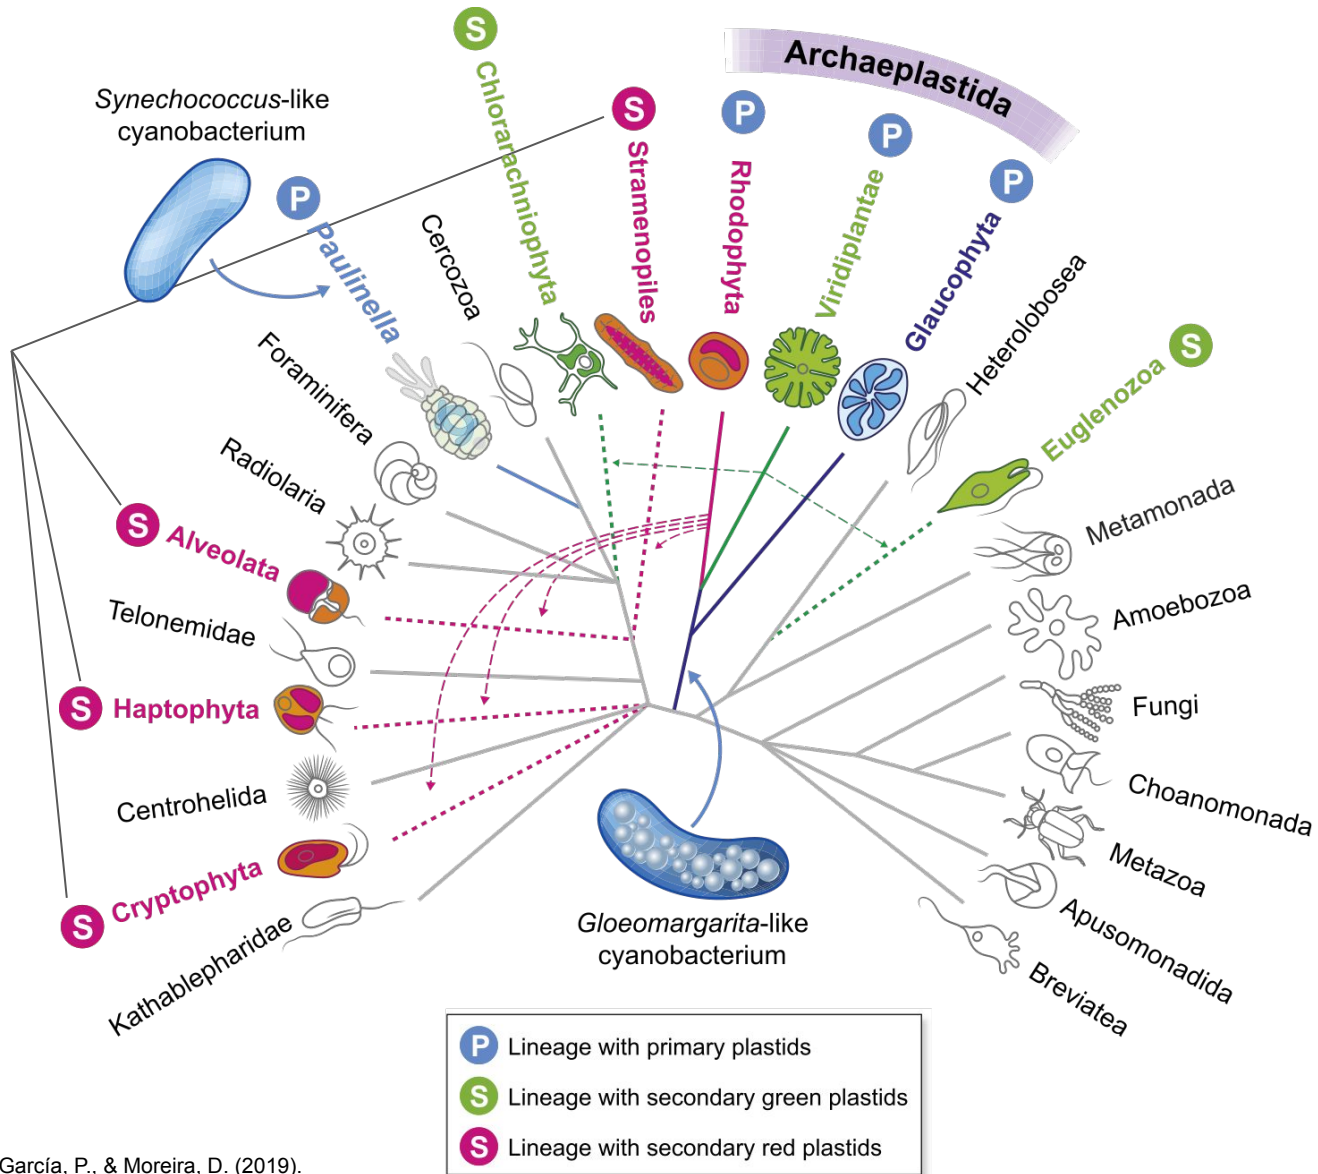 S
Archaeplastida
Synechococcus-like
cyanobacterium
Chlorarachniophyta
S
P
P
P
P
Paulinella
Cercozoa
Stramenopiles
Rhodophyta
Viridiplantae
Glaucophyta
Heterolobosea
Euglenozoa
S
Foraminifera
Radiolaria
S
Alveolata
Telonemidae
S
Haptophyta
Centrohelida
S
Cryptophyta
Kathablepharidae
Metamonada
Amoebozoa
Fungi
Choanomonada
Metazoa
Apusomonadida
Breviatea
Gloeomargarita-like
cyanobacterium
P Lineage with primary plastids
S Lineage with secondary green plastids
S Lineage with secondary red plastids
García, P., & Moreira, D. (2019).